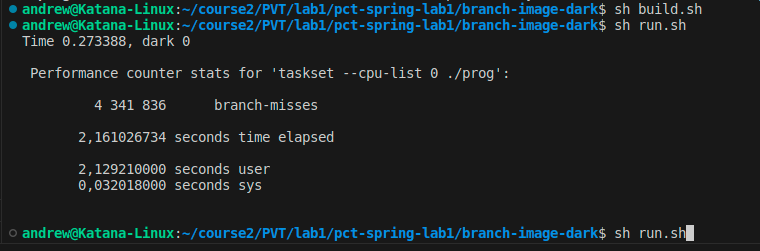 andrew@Katana-Linux:~/course2/PVT/lab1/pct-spring-lab1/branch-image-dark$ sh build.sh
andrew@Katana-Linux:~/course2/PVT/lab1/pct-spring-lab1/branch-image-dark$ sh run.sh
Time 0.273388, dark 0
Performance counter stats for 'taskset --cpu-list 0 ./prog':
4 341 836 branch-misses
2,161026734 seconds time elapsed
2,129210000 seconds user
0,032018000 seconds sys
andrew@Katana-Linux:~/course2/PVT/lab1/pct-spring-lab1/branch-image-dark$ sh run.sh